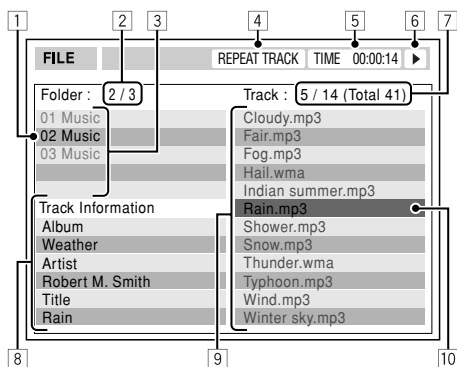 1 2 3 4 5 6 7
FILE REPEAT TRACK TIME 00:00:14
Folder : 2 / 3 Track : 5 / 14 (Total 41)
01 Music
02 Music
03 Music
Cloudy.mp3
Fair.mp3
Fog.mp3
Hail.wma
Indian summer.mp3
Rain.mp3
Shower.mp3
Snow.mp3
Thunder.wma
Typhoon.mp3
Wind.mp3
Winter sky.mp3
Track Information
Album
Weather
Artist
Robert M. Smith
Title
Rain
8 9 10